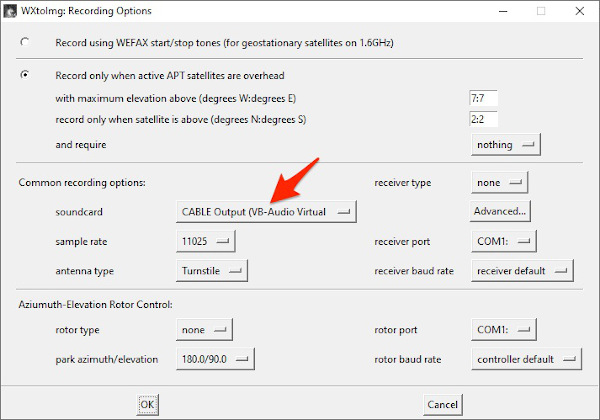 WXtoImg: Recording Options
Record using WEFAX start/stop tones (for geostationary satellites on 1.6GHz)
Record only when active APT satellites are overhead
with maximum elevation above (degrees W:degrees E) 7:7
record only when satellite is above (degrees N:degrees S) 2:2
and require nothing
Common recording options: receiver type none
soundcard CABLE Output (VB-Audio Virtual Advanced...
sample rate 11025 receiver port COM1:
antenna type Turnstile receiver baud rate receiver default
Aziumuth-Elevation Rotor Control:
rotor type none rotor port COM1:
park azimuth/elevation 180.0/90.0 rotor baud rate controller default
OK Cancel